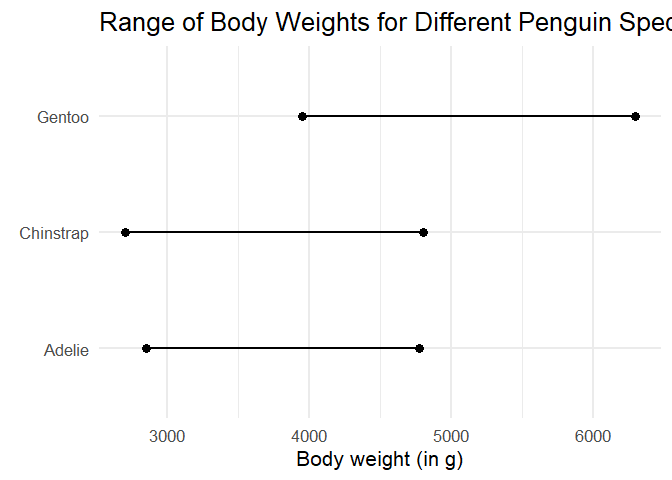 Range of Body Weights for Different Penguin Spec
Gentoo
Chinstrap
Adelie
3000 4000 5000 6000
Body weight (in g)